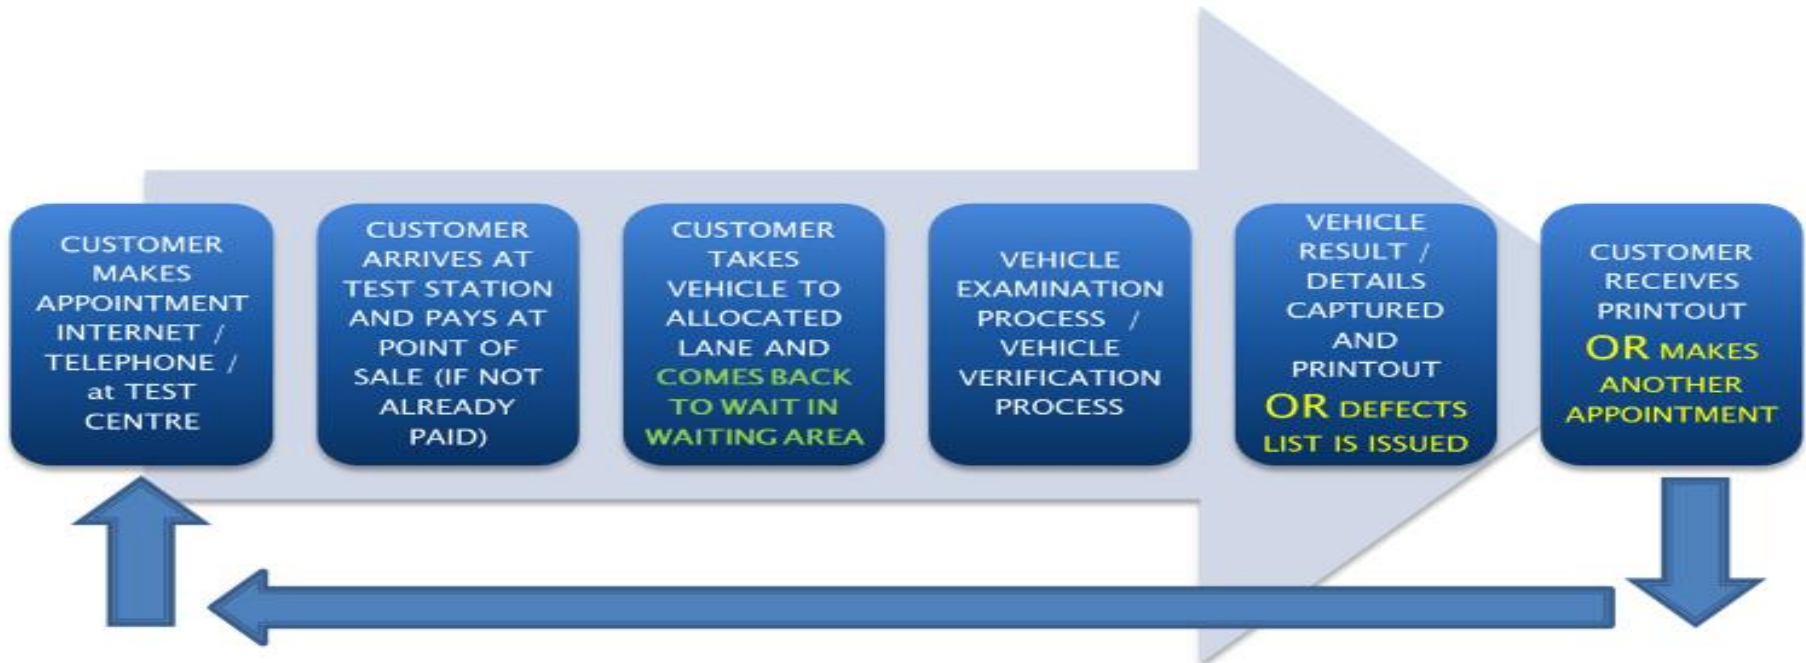 CUSTOMER
MAKES
APPOINTMENT
INTERNET /
TELEPHONE /
at TEST
CENTRE
CUSTOMER
ARRIVES AT
TEST STATION
AND PAYS AT
POINT OF
SALE (IF NOT
ALREADY
PAID)
CUSTOMER
TAKES
VEHICLE TO
ALLOCATED
LANE AND
COMES BACK
TO WAIT IN
WAITING AREA
VEHICLE
EXAMINATION
PROCESS /
VEHICLE
VERIFICATION
PROCESS
VEHICLE
RESULT /
DETAILS
CAPTURED
AND
PRINTOUT
OR DEFECTS
LIST IS ISSUED
CUSTOMER
RECEIVES
PRINTOUT
OR MAKES
ANOTHER
APPOINTMENT